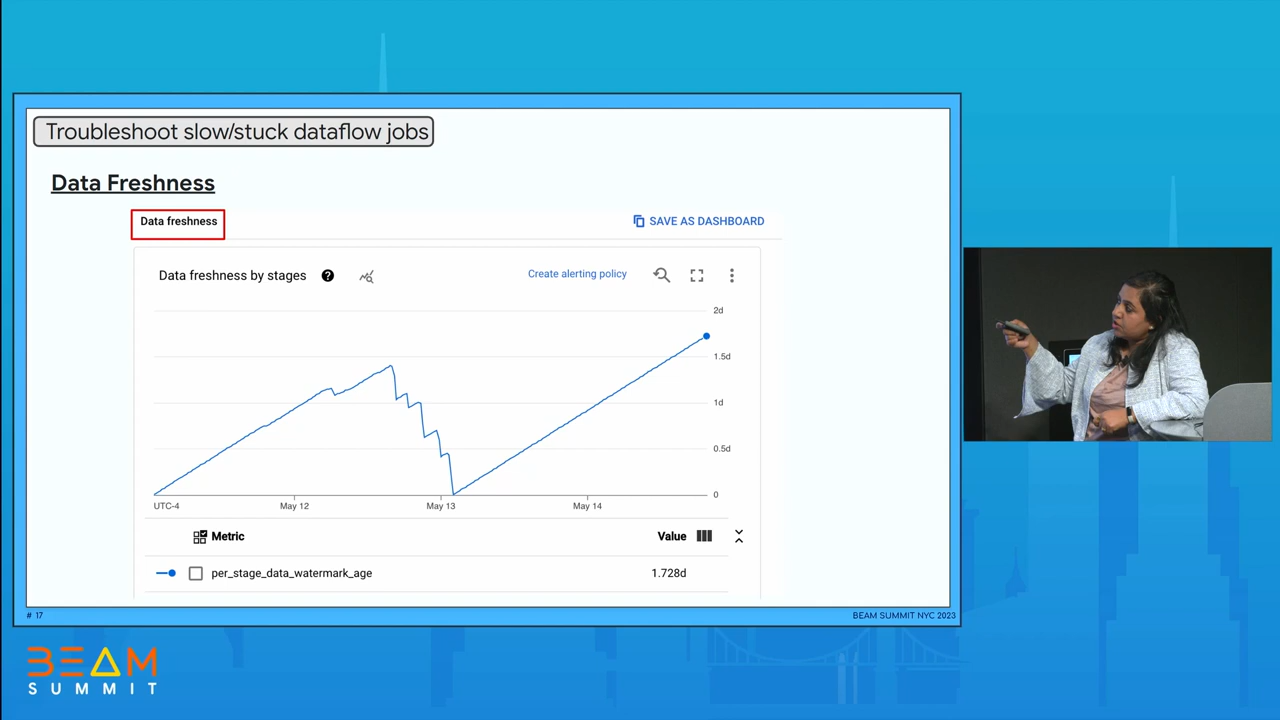 Troubleshoot slow/stuck dataflow jobs
Data Freshness
Data freshness
SAVE AS DASHBOARD
Data freshness by stages
Create alerting policy
2d
1.5d
1d
0.5d
0
UTC-4 May 12 May 13 May 14
Metric Value
per_stage_data_watermark_age 1.728d
# 17 BEAM SUMMIT NYC 2023
BEAM
SUMMIT